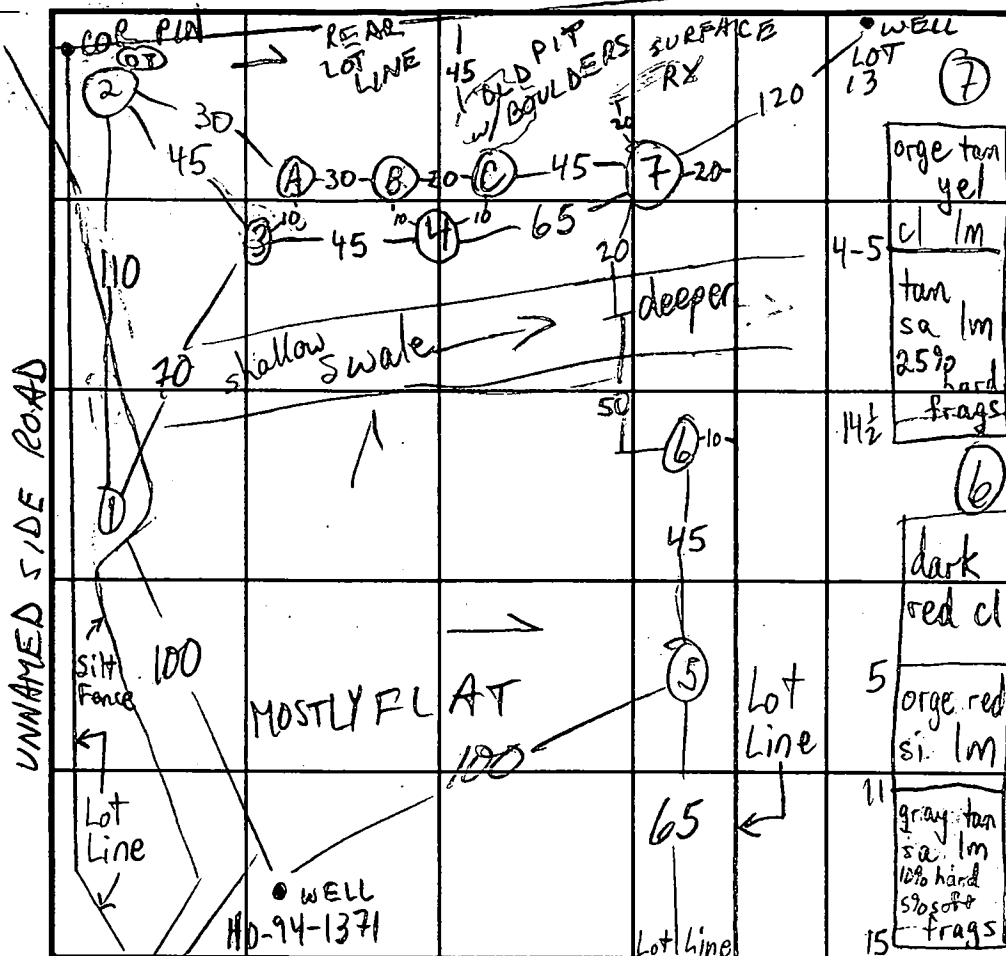 COR PIN
REAR
LOT
LINE
45
OLD PIT
W/ BOULDERS
SURFACE
RX
WELL
LOT
13
7
2
30
45
A
30
B
20
C
45
7
20
20
120
10
10
10
3
45
4
65
20
110
70
shallow
swale
deeper
50
6
10
45
1
5
100
100
MOSTLY FLAT
Silt
Fence
Lot
Line
Lot
Line
65
Lot Line
WELL
HO-94-1371
UNNAMED SIDE ROAD
orge tan
yel
cl lm
4-5
tan
sa lm
25%
hard
frags
14½
6
dark
red cl
5
orge red
si lm
11
gray tan
sa lm
10% hard
5% soft
frags
15